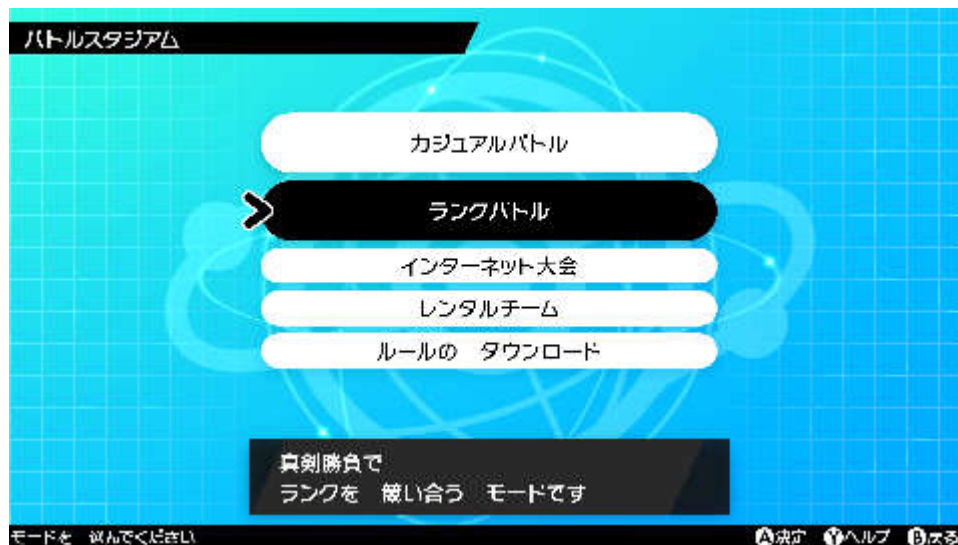 バトルスタジアム
カジュアルバトル
ランクバトル
インターネット大会
レンタルチーム
ルールの　ダウンロード
真剣勝負で
ランクを　競い合う　モードです
モードを　選んでください
Ⓐ決定　Ⓨヘルプ　Ⓑ戻る